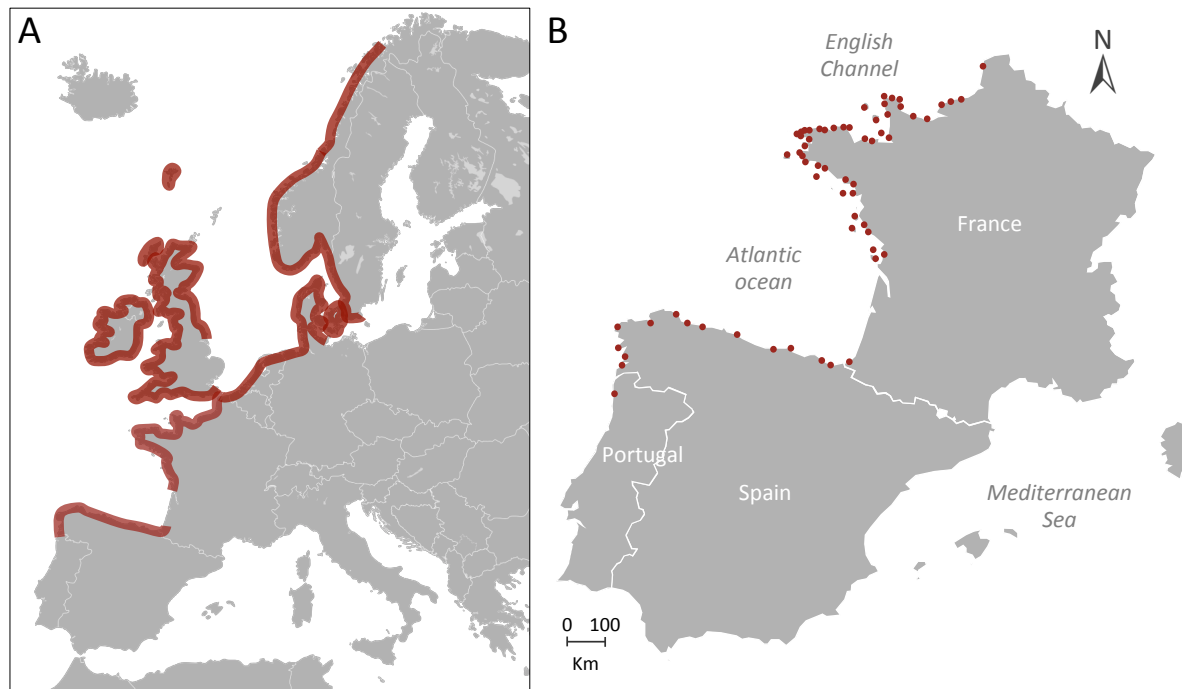 A
B
English
Channel
N
France
Atlantic
ocean
Portugal
Spain
Mediterranean
Sea
0 100
Km